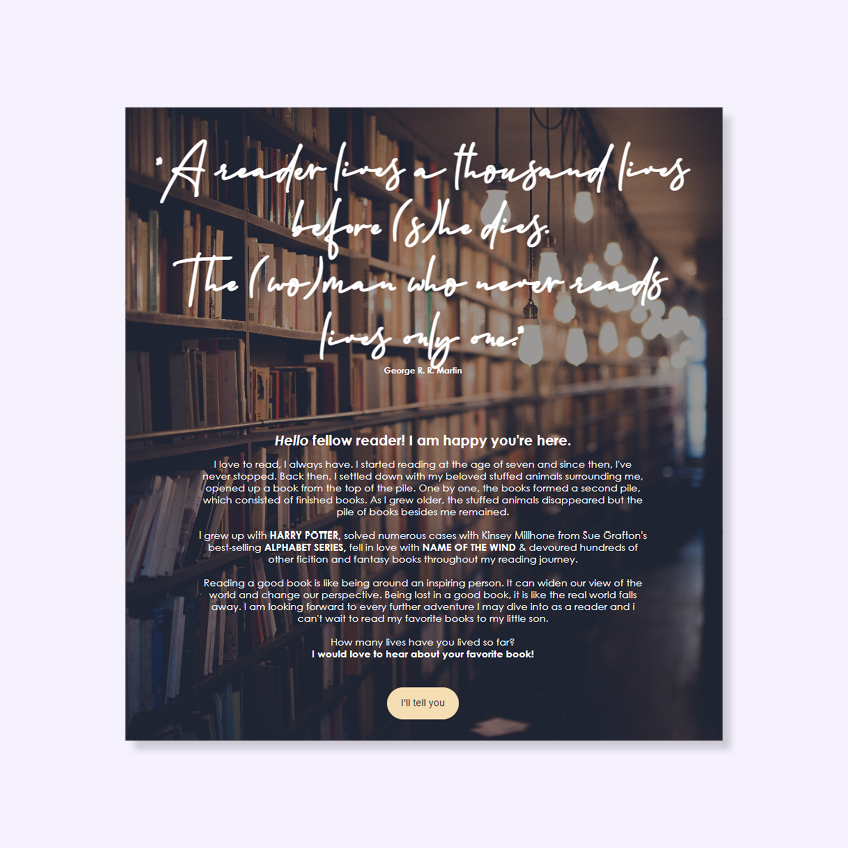 "A reader lives a thousand lives
before (s)he dies.
The (wo)man who never reads
lives only one."
George R. R. Martin
Hello fellow reader! I am happy you're here.
I love to read, I always have. I started reading at the age of seven and since then, I've
never stopped. Back then, I settled down with my beloved stuffed animals surrounding me,
opened up a book from the top of the pile. One by one, the books formed a second pile,
which consisted of finished books. As I grew older, the stuffed animals disappeared but the
pile of books besides me remained.
I grew up with HARRY POTTER, solved numerous cases with Kinsey Millhone from Sue Grafton's
best-selling ALPHABET SERIES, fell in love with NAME OF THE WIND & devoured hundreds of
other ficition and fantasy books throughout my reading journey.
Reading a good book is like being around an inspiring person. It can widen our view of the
world and change our perspective. Being lost in a good book, it is like the real world falls
away. I am looking forward to every further adventure I may dive into as a reader and i
can't wait to read my favorite books to my little son.
How many lives have you lived so far?
I would love to hear about your favorite book!
I'll tell you